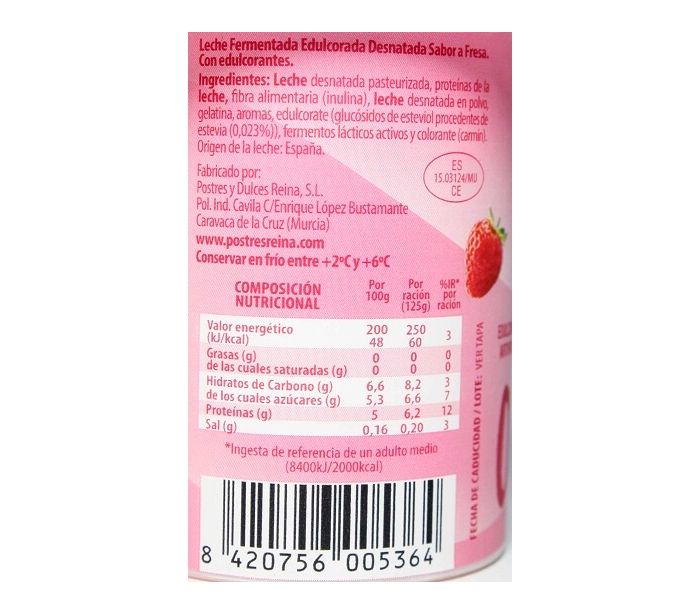 Leche Fermentada Edulcorada Desnatada Sabor a Fresa.
Con edulcorantes.
Ingredientes: Leche desnatada pasteurizada, proteínas de la
leche, fibra alimentaria (inulina), leche desnatada en polvo,
gelatina, aromas, edulcorate (glucósidos de esteviol procedentes de
estevia (0,023%)), fermentos lácticos activos y colorante (carmín).
Origen de la leche: España.
ES
15.03124/MU
CE
Fabricado por:
Postres y Dulces Reina, S.L.
Pol. Ind. Cavila C/Enrique López Bustamante
Caravaca de la Cruz (Murcia)
www.postresreina.com
Conservar en frío entre +2ºC y +6ºC
COMPOSICIÓN NUTRICIONAL Por 100g Por ración (125g) %IR* por ración
Valor energético 200 250
(kJ/kcal) 48 60 3
Grasas (g) 0 0 0
de las cuales saturadas (g) 0 0 0
Hidratos de Carbono (g) 6,6 8,2 3
de los cuales azúcares (g) 5,3 6,6 7
Proteínas (g) 5 6,2 12
Sal (g) 0,16 0,20 3
*Ingesta de referencia de un adulto medio
(8400kJ/2000kcal)
8 420756 005364
FECHA DE CADUCIDAD / LOTE: VER TAPA